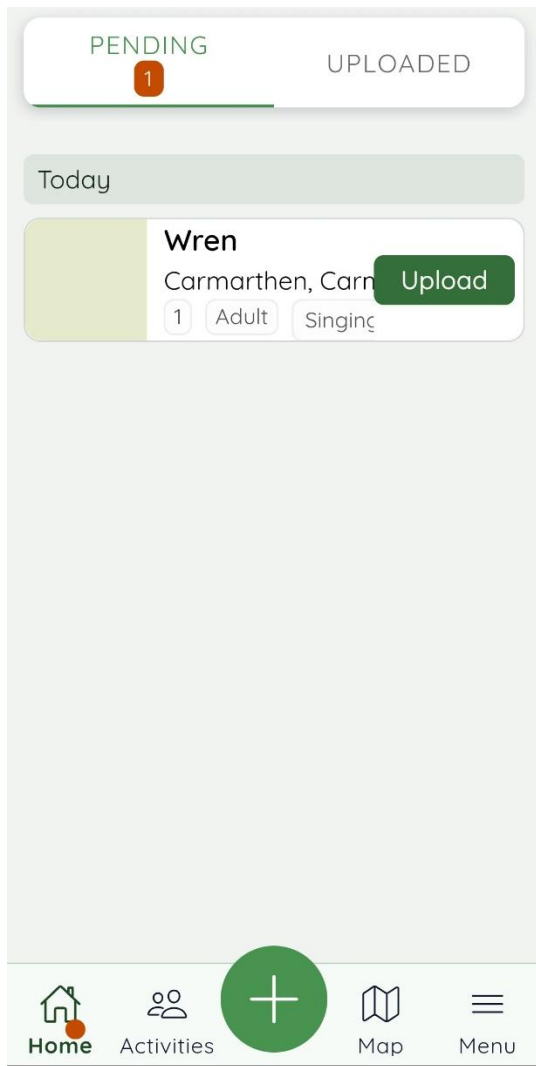 PENDING
1
UPLOADED
Today
Wren
Carmarthen, Carm
Upload
1 Adult Singing
Home Activities Map Menu